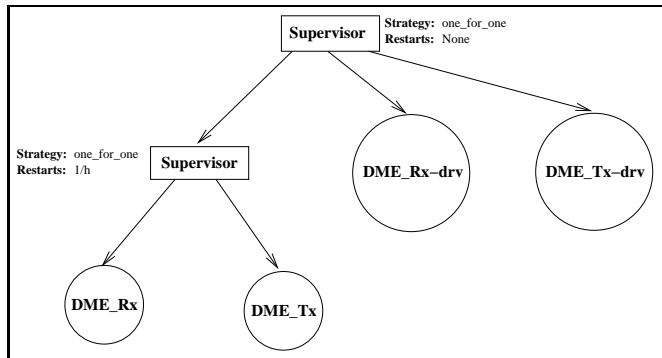 Supervisor
Strategy: one_for_one
Restarts: None
DME_Rx−drv
DME_Tx−drv
Strategy: one_for_one
Restarts: 1/h
Supervisor
DME_Rx
DME_Tx